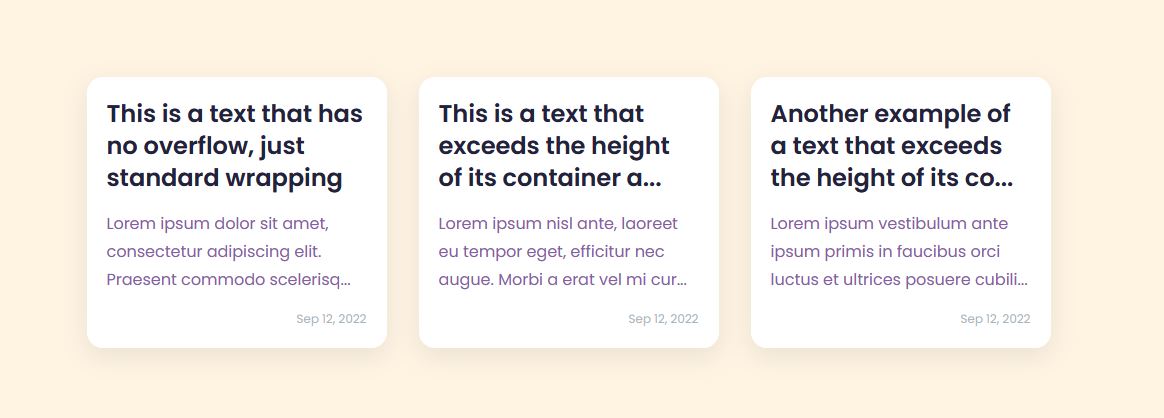 This is a text that has
no overflow, just
standard wrapping
Lorem ipsum dolor sit amet,
consectetur adipiscing elit.
Praesent commodo scelerisq...
Sep 12, 2022
This is a text that
exceeds the height
of its container a...
Lorem ipsum nisl ante, laoreet
eu tempor eget, efficitur nec
augue. Morbi a erat vel mi cur...
Sep 12, 2022
Another example of
a text that exceeds
the height of its co...
Lorem ipsum vestibulum ante
ipsum primis in faucibus orci
luctus et ultrices posuere cubili...
Sep 12, 2022